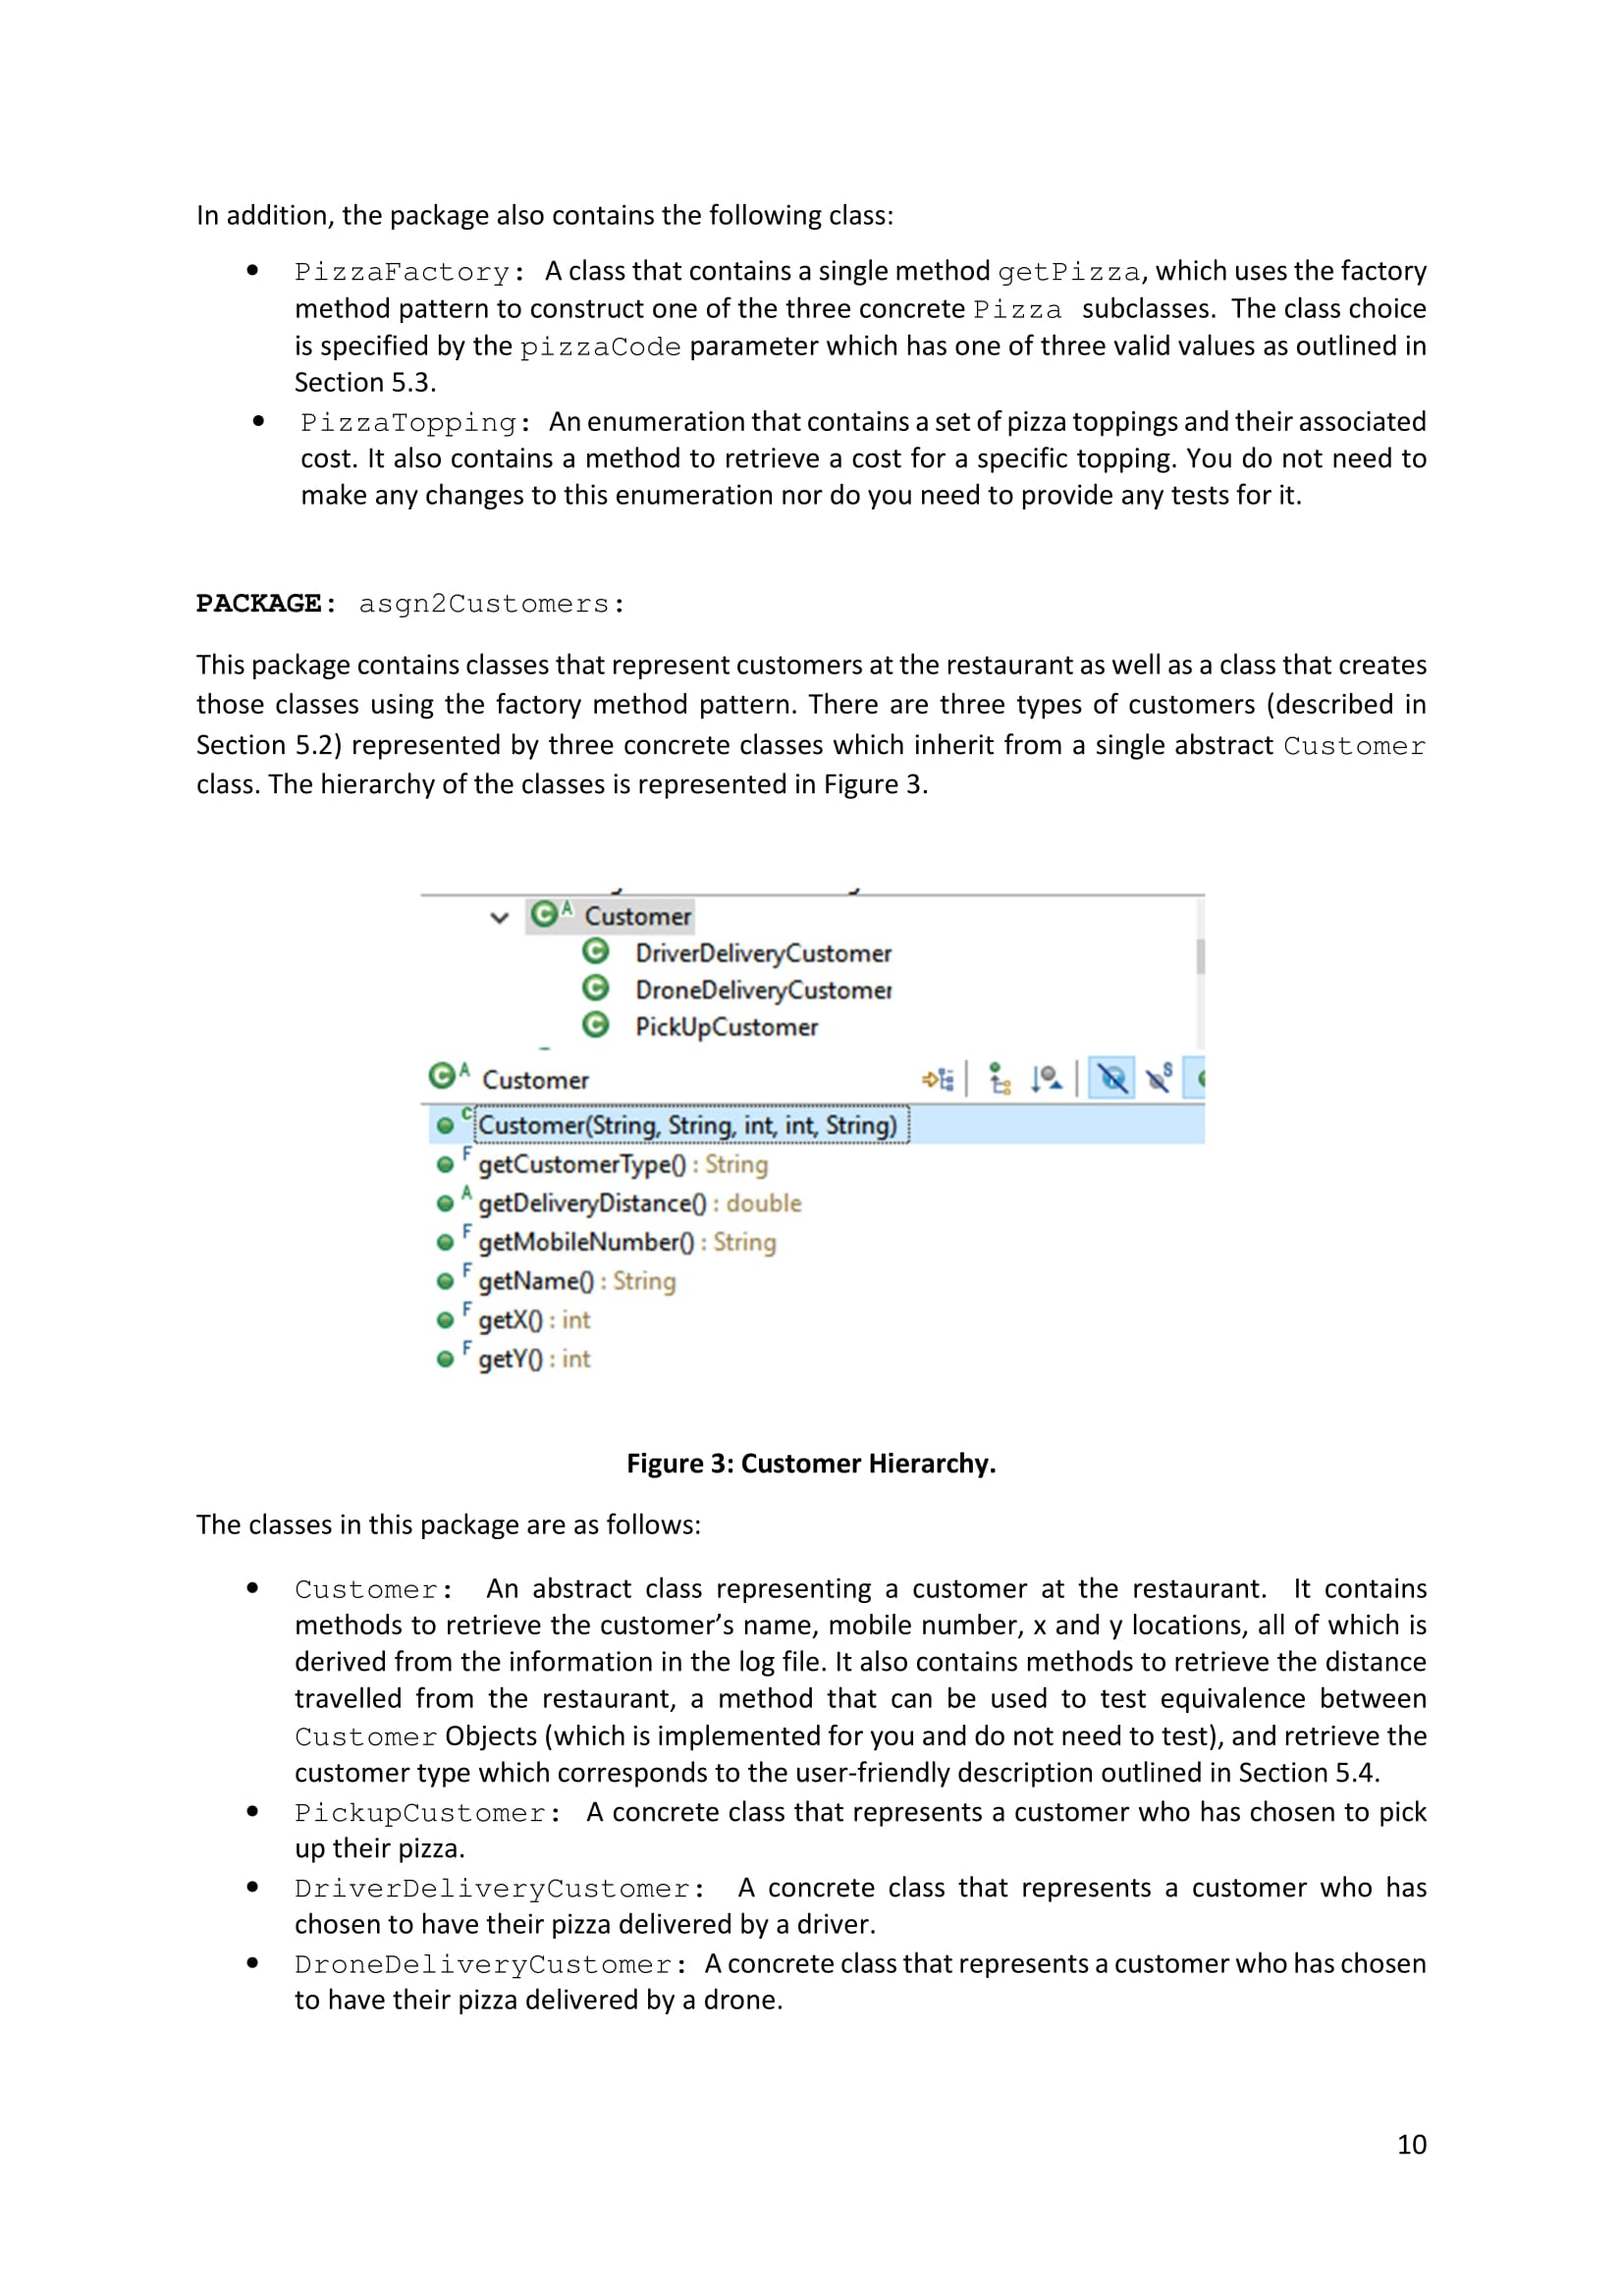 In addition, the package also contains the following class:
• PizzaFactory: A class that contains a single method getPizza, which uses the factory
method pattern to construct one of the three concrete Pizza subclasses. The class choice
is specified by the pizzaCode parameter which has one of three valid values as outlined in
Section 5.3.
• PizzaTopping: An enumeration that contains a set of pizza toppings and their associated
cost. It also contains a method to retrieve a cost for a specific topping. You do not need to
make any changes to this enumeration nor do you need to provide any tests for it.
PACKAGE: asgn2Customers:
This package contains classes that represent customers at the restaurant as well as a class that creates
those classes using the factory method pattern. There are three types of customers (described in
Section 5.2) represented by three concrete classes which inherit from a single abstract Customer
class. The hierarchy of the classes is represented in Figure 3.
C A Customer
C DriverDeliveryCustomer
C DroneDeliveryCustomer
C PickUpCustomer
C A Customer
C Customer(String, String, int, int, String)
F getCustomerType() : String
A getDeliveryDistance() : double
F getMobileNumber() : String
F getName() : String
F getX() : int
F getY() : int
Figure 3: Customer Hierarchy.
The classes in this package are as follows:
• Customer: An abstract class representing a customer at the restaurant. It contains
methods to retrieve the customer’s name, mobile number, x and y locations, all of which is
derived from the information in the log file. It also contains methods to retrieve the distance
travelled from the restaurant, a method that can be used to test equivalence between
Customer Objects (which is implemented for you and do not need to test), and retrieve the
customer type which corresponds to the user-friendly description outlined in Section 5.4.
• PickupCustomer: A concrete class that represents a customer who has chosen to pick
up their pizza.
• DriverDeliveryCustomer: A concrete class that represents a customer who has
chosen to have their pizza delivered by a driver.
• DroneDeliveryCustomer: A concrete class that represents a customer who has chosen
to have their pizza delivered by a drone.
10